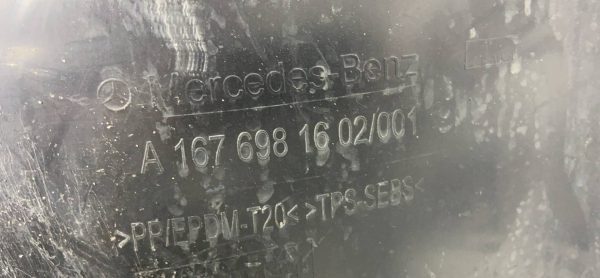 Mercedes-Benz
A 167 698 16 02/001
>PP/EPDM-T20< >TPS-SEBS<